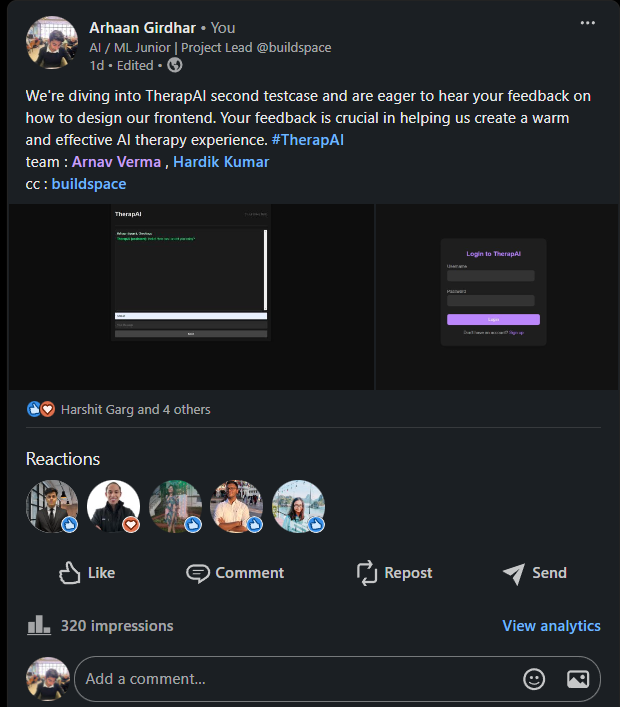 Arhaan Girdhar • You
AI / ML Junior | Project Lead @buildspace
1d • Edited •
We're diving into TherapAI second testcase and are eager to hear your feedback on
how to design our frontend. Your feedback is crucial in helping us create a warm
and effective AI therapy experience. #TherapAI
team : Arnav Verma , Hardik Kumar
cc : buildspace
TherapAI
Login to TherapAI
Username
Password
Login
Don't have an account? Sign up
Harshit Garg and 4 others
Reactions
Like
Comment
Repost
Send
320 impressions
View analytics
Add a comment...